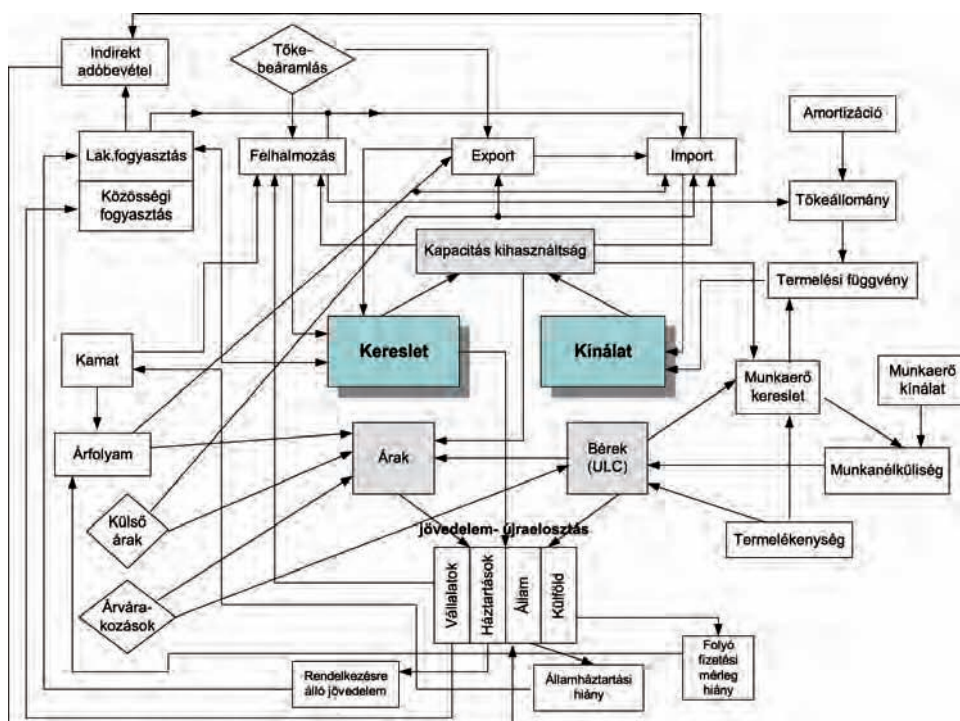 Indirekt
adóbevétel
Tőke-
beáramlás
Amortizáció
Lak.fogyasztás
Felhalmozás
Export
Import
Közösségi
fogyasztás
Tőkeállomány
Kapacitás kihasználtság
Termelési függvény
Kereslet
Kínálat
Kamat
Munkaerő
kereslet
Munkaerő
kínálat
Árfolyam
Árak
Bérek
(ULC)
Munkanélküliség
Külső
árak
jövedelem- újraelosztás
Termelékenység
Vállalatok
Háztartások
Állam
Külföld
Árvára-
kozások
Rendelkezésre
álló jövedelem
Államháztartási
hiány
Folyó
fizetési
mérleg
hiány